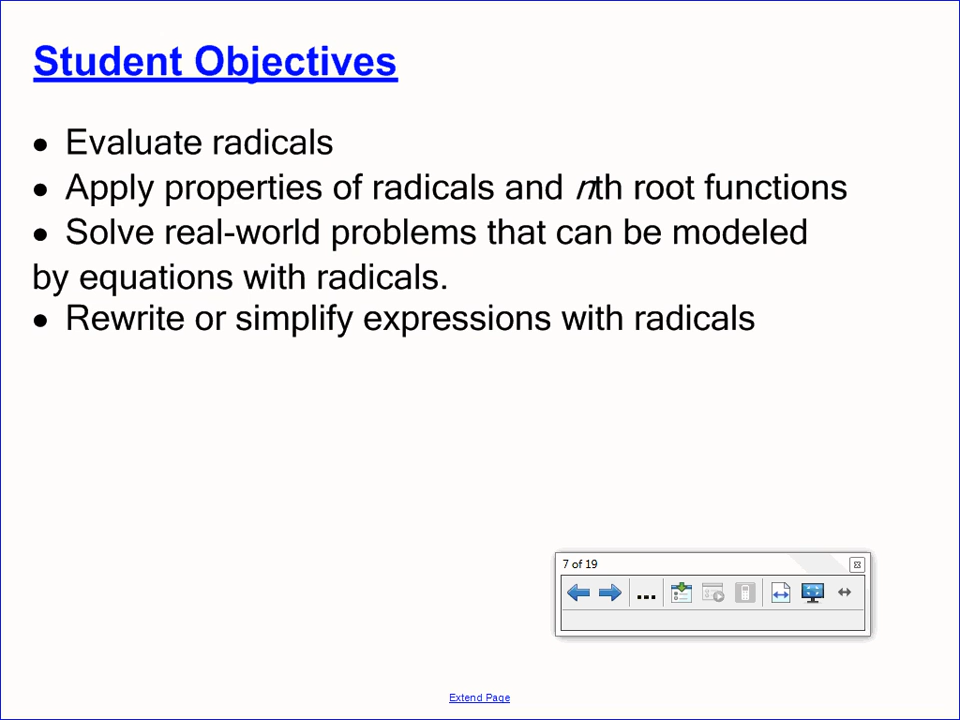 Student Objectives
• Evaluate radicals
• Apply properties of radicals and nth root functions
• Solve real-world problems that can be modeled
by equations with radicals.
• Rewrite or simplify expressions with radicals
7 of 19
...
Extend Page